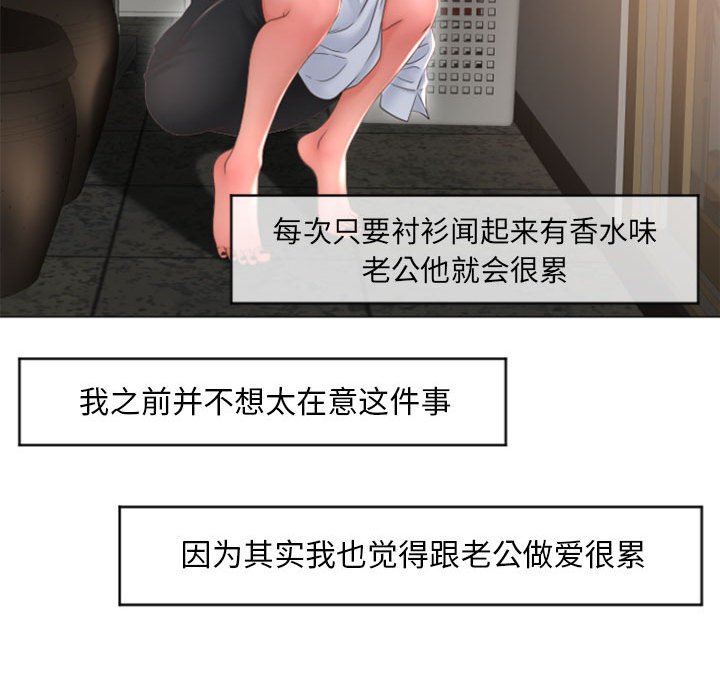 每次只要衬衫闻起来有香水味
老公他就会很累
我之前并不想太在意这件事
因为其实我也觉得跟老公做爱很累